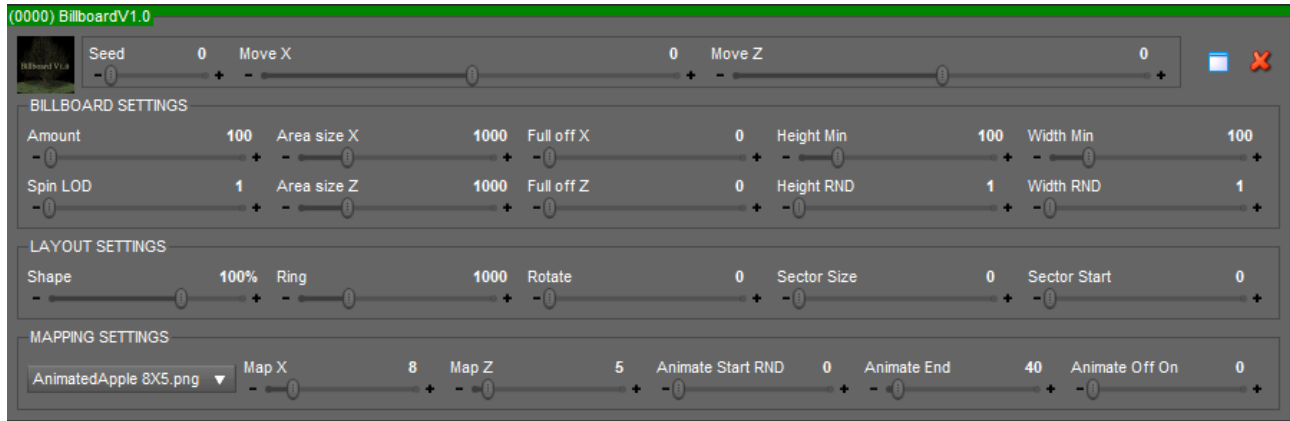 (0000) BillboardV1.0
Billboard V1.0
Seed 0 Move X 0 Move Z 0
- + - + - +
BILLBOARD SETTINGS
Amount 100 Area size X 1000 Full off X 0 Height Min 100 Width Min 100
- + - + - + - + - +
Spin LOD 1 Area size Z 1000 Full off Z 0 Height RND 1 Width RND 1
- + - + - + - + - +
LAYOUT SETTINGS
Shape 100% Ring 1000 Rotate 0 Sector Size 0 Sector Start 0
- + - + - + - + - +
MAPPING SETTINGS
AnimatedApple 8X5.png ▼ Map X 8 Map Z 5 Animate Start RND 0 Animate End 40 Animate Off On 0
- + - + - + - + - +